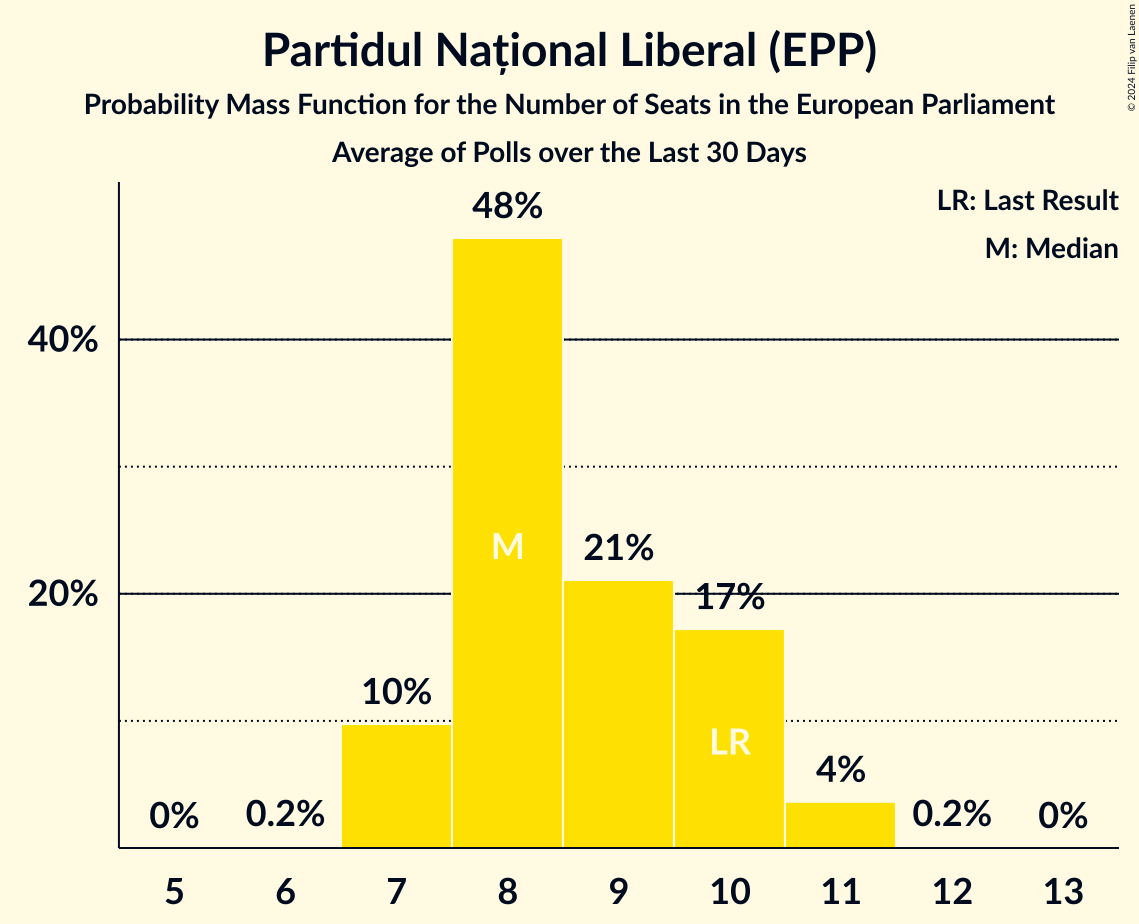 Partidul Național Liberal (EPP)
Probability Mass Function for the Number of Seats in the European Parliament
Average of Polls over the Last 30 Days
© 2024 Filip van Laenen
LR: Last Result
M: Median
48%
40%
M
21%
20%
17%
10%
LR
4%
0%
0.2%
0.2%
0%
5 6 7 8 9 10 11 12 13